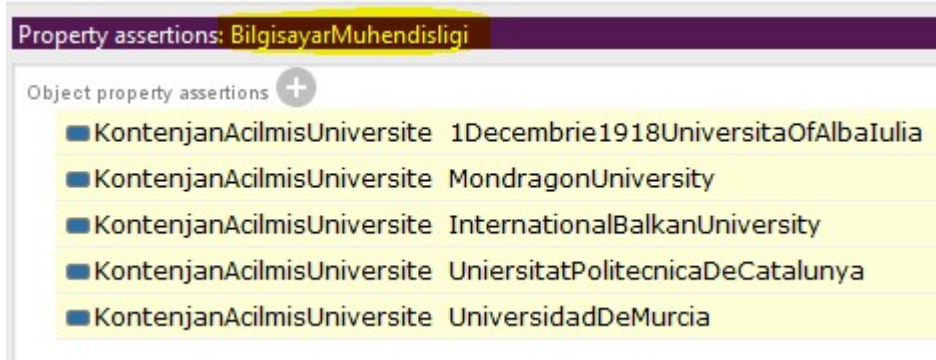 Property assertions: BilgisayarMuhendisligi
Object property assertions
KontenjanAcilmisUniversite 1Decembrie1918UniversitaOfAlbaIulia
KontenjanAcilmisUniversite MondragonUniversity
KontenjanAcilmisUniversite InternationalBalkanUniversity
KontenjanAcilmisUniversite UniersitatPolitecnicaDeCatalunya
KontenjanAcilmisUniversite UniversidadDeMurcia